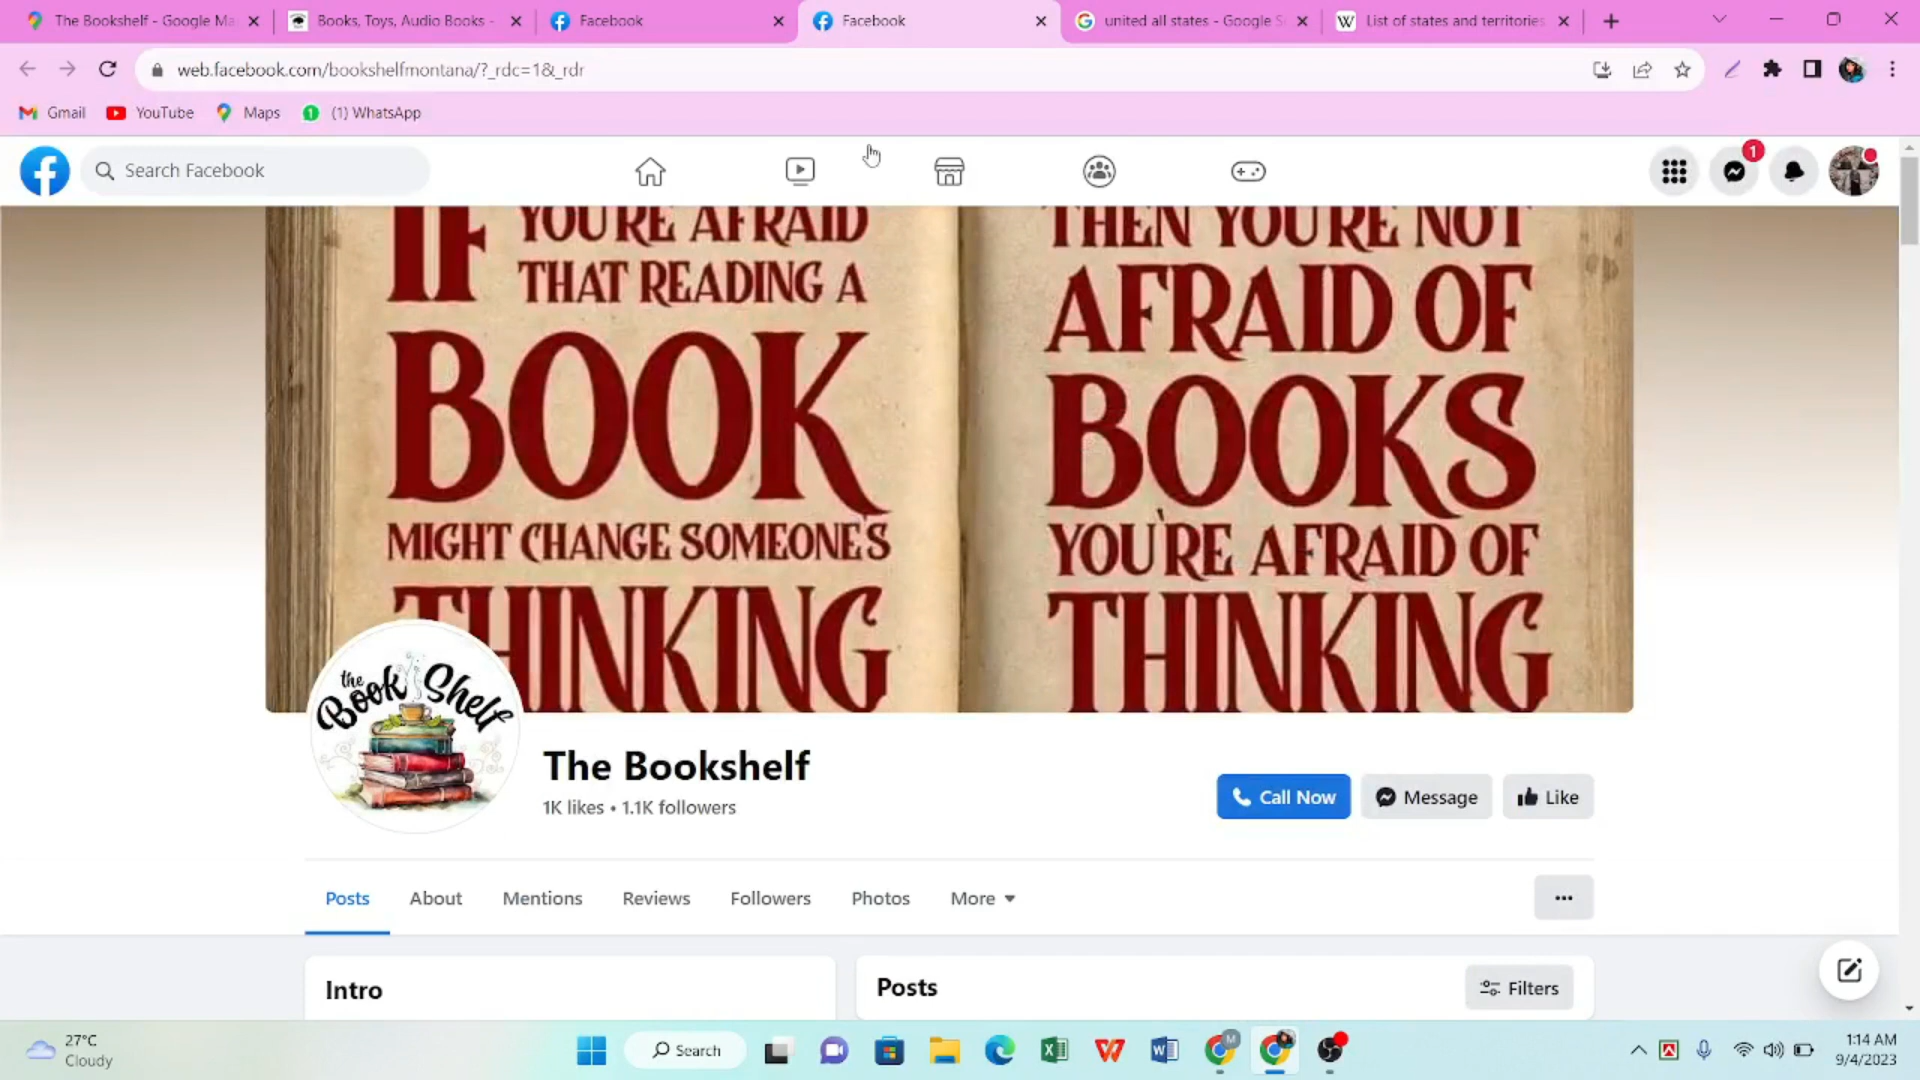 The Bookshelf - Google Ma
Books, Toys, Audio Books -
Facebook
Facebook
united all states - Google S
List of states and territories
web.facebook.com/bookshelfmontana/?_rdc=1&_rdr
Gmail
YouTube
Maps
(1) WhatsApp
Search Facebook
1
IF YOU'RE AFRAID
THAT READING A
BOOK
MIGHT CHANGE SOMEONE'S
THINKING
THEN YOU'RE NOT
AFRAID OF
BOOKS
YOU'RE AFRAID OF
THINKING
the
Book Shelf
The Bookshelf
1K likes • 1.1K followers
Call Now
Message
Like
Posts
About
Mentions
Reviews
Followers
Photos
More
Intro
Posts
Filters
27°C
Cloudy
Search
1:14 AM
9/4/2023